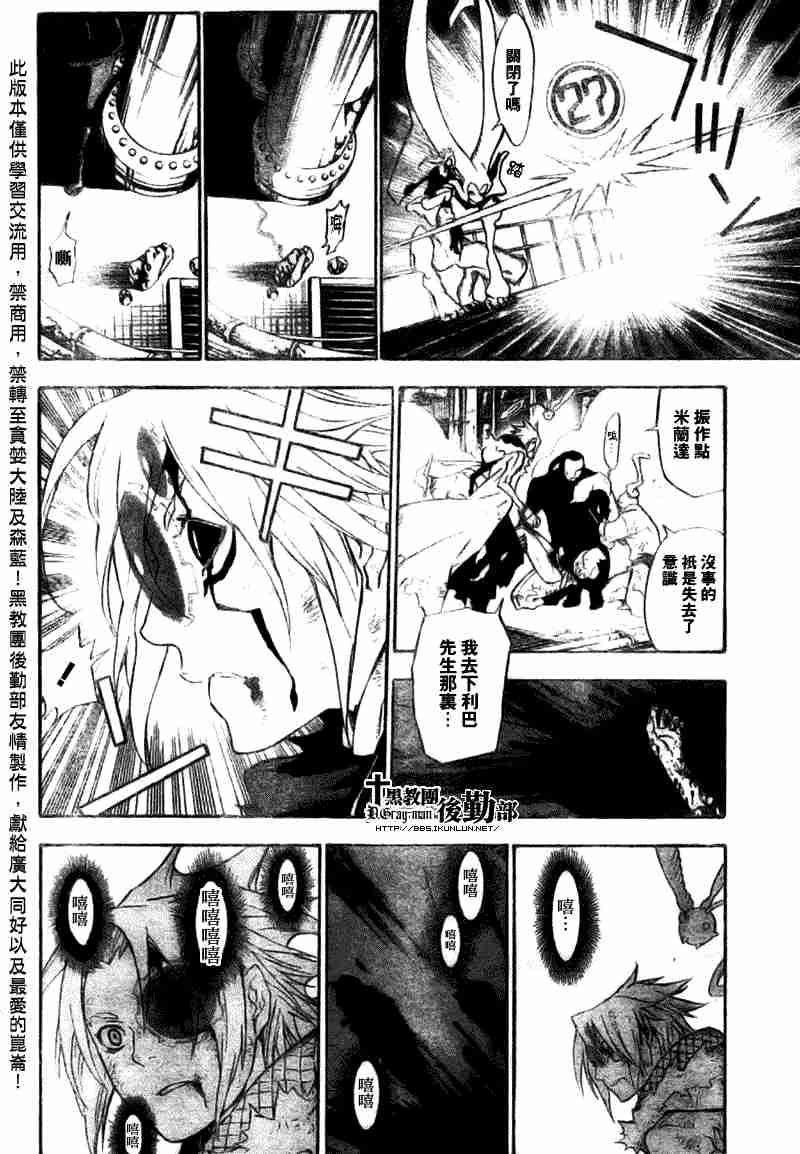 27
關閉了嗎
咯
嗡
嘶
振作點
米蘭達
嗚…
沒事的
祇是失去了
意識
我去下利巴
先生那裏…
!
嘻…
嘻嘻
嘻嘻
嘻嘻
嘻嘻
嘻嘻
嘻嘻
嘻嘻
嘻嘻
十黑教團
D.Gray-man
後勤部
HTTP://BBS.IKUNLUN.NET/
此版本僅供學習交流用，禁商用，禁轉至貪婪大陸及森藍！黑教團後勤部友情製作，獻給廣大同好以及最愛的崑崙！